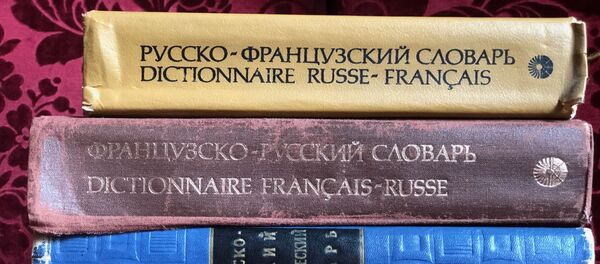 РУССКО-ФРАНЦУЗСКИЙ СЛОВАРЬ
DICTIONNAIRE RUSSE-FRANÇAIS
ФРАНЦУЗСКО-РУССКИЙ СЛОВАРЬ
DICTIONNAIRE FRANÇAIS-RUSSE